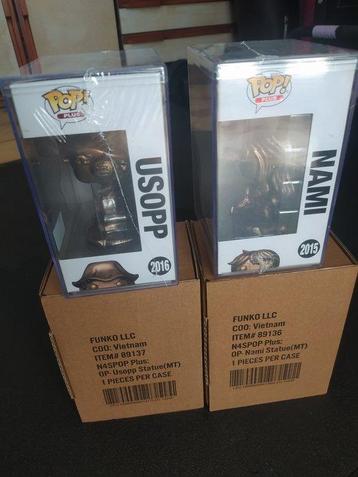 POP!
PLUS
USOPP
2016
POP!
PLUS
NAMI
2015
FUNKO LLC
COO: Vietnam
ITEM# 89137
N4SPOP Plus:
OP- Usopp Statue(MT)
1 PIECES PER CASE
FUNKO LLC
COO: Vietnam
ITEM# 89136
N4SPOP Plus:
OP- Nami Statue(MT)
1 PIECES PER CASE